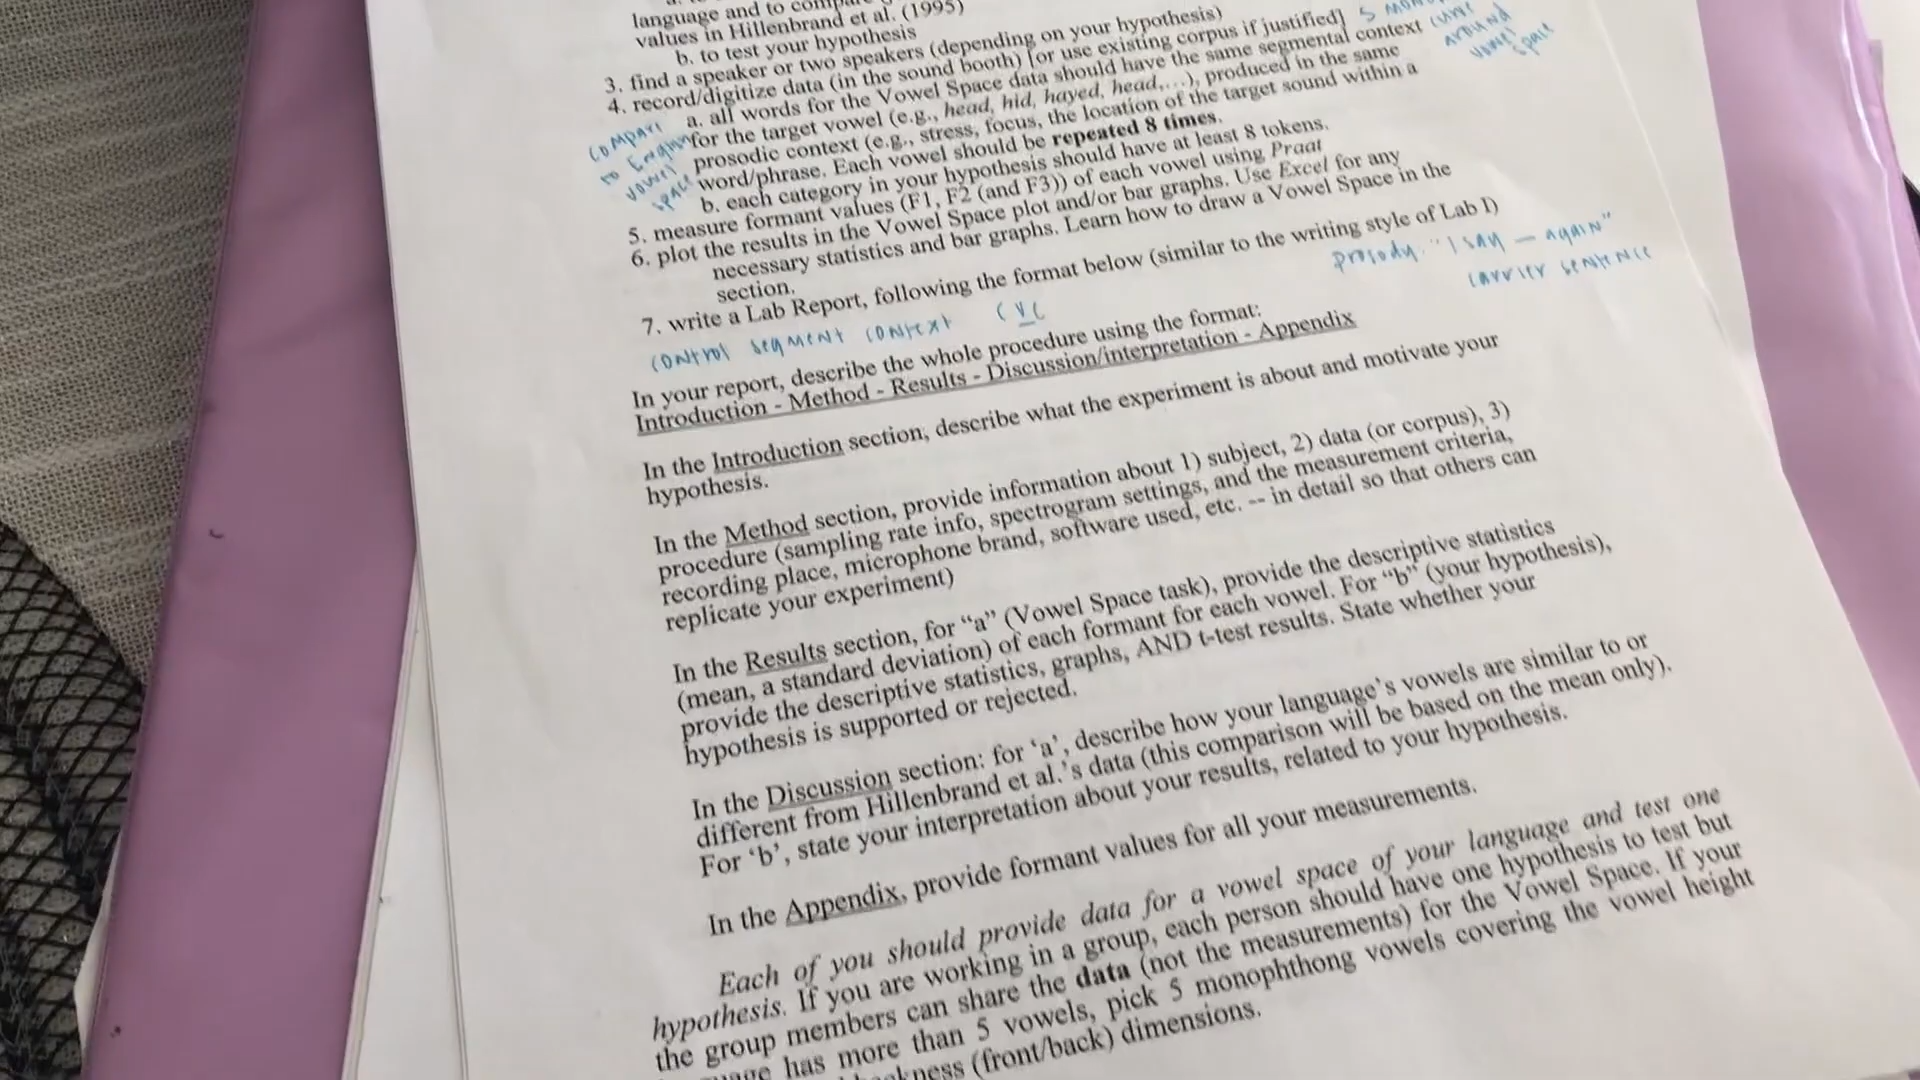 language and to compare
values in Hillenbrand et al. (1995)
b. to test your hypothesis
3. find a speaker or two speakers (depending on your hypothesis)
4. record/digitize data (in the sound booth) [or use existing corpus if justified]
a. all words for the Vowel Space data should have the same segmental context
for the target vowel (e.g., head, hid, hayed, head,…), produced in the same
prosodic context (e.g., stress, focus, the location of the target sound within a
word/phrase. Each vowel should be repeated 8 times.
b. each category in your hypothesis should have at least 8 tokens.
5. measure formant values (F1, F2 (and F3)) of each vowel using Praat
6. plot the results in the Vowel Space plot and/or bar graphs. Use Excel for any
necessary statistics and bar graphs. Learn how to draw a Vowel Space in the
section.
7. write a Lab Report, following the format below (similar to the writing style of Lab I)
5
around
vowel
space
compare
to English
vowel
space
prosody: "I say — again"
carrier sentence
control segment context CVC
In your report, describe the whole procedure using the format:
Introduction - Method - Results - Discussion/interpretation - Appendix
In the Introduction section, describe what the experiment is about and motivate your
hypothesis.
In the Method section, provide information about 1) subject, 2) data (or corpus), 3)
procedure (sampling rate info, spectrogram settings, and the measurement criteria,
recording place, microphone brand, software used, etc. -- in detail so that others can
replicate your experiment)
In the Results section, for “a” (Vowel Space task), provide the descriptive statistics
(mean, a standard deviation) of each formant for each vowel. For “b” (your hypothesis),
provide the descriptive statistics, graphs, AND t-test results. State whether your
hypothesis is supported or rejected.
In the Discussion section: for ‘a’, describe how your language’s vowels are similar to or
different from Hillenbrand et al.’s data (this comparison will be based on the mean only).
For ‘b’, state your interpretation about your results, related to your hypothesis.
In the Appendix, provide formant values for all your measurements.
Each of you should provide data for a vowel space of your language and test one
hypothesis. If you are working in a group, each person should have one hypothesis to test but
the group members can share the data (not the measurements) for the Vowel Space. If your
has more than 5 vowels, pick 5 monophthong vowels covering the vowel height
(front/back) dimensions.